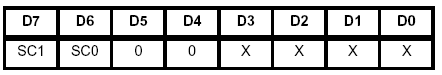 D7 D6 D5 D4 D3 D2 D1 D0
SC1 SC0 0 0 X X X X